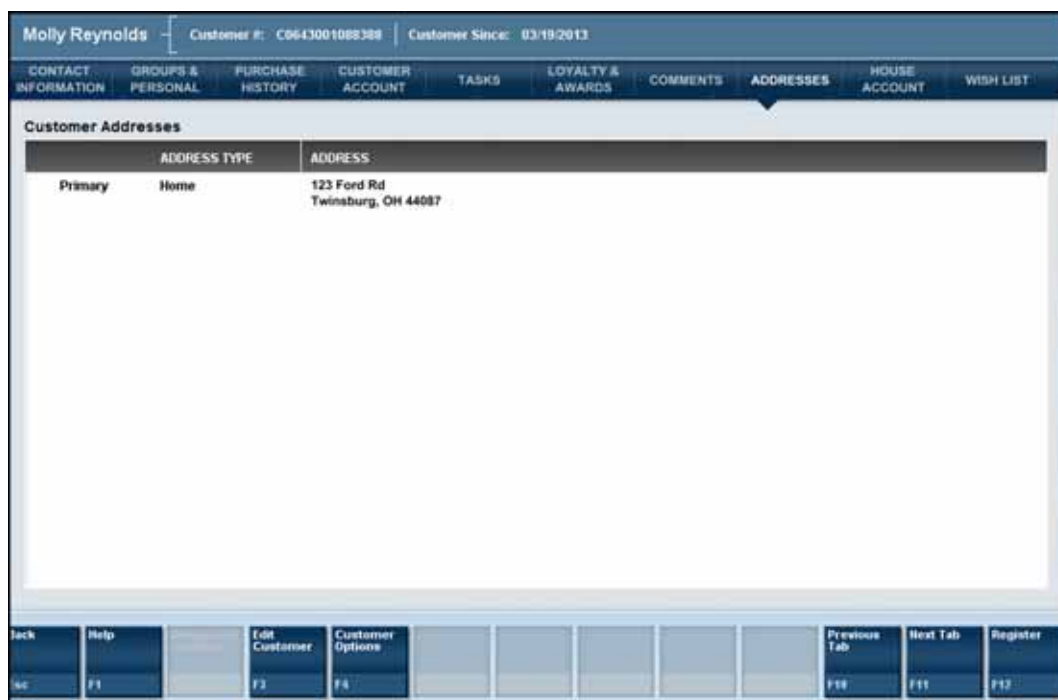 Molly Reynolds Customer #: C0643001088388 Customer Since: 03/19/2013
CONTACT INFORMATION GROUPS & PERSONAL PURCHASE HISTORY CUSTOMER ACCOUNT TASKS LOYALTY & AWARDS COMMENTS ADDRESSES HOUSE ACCOUNT WISH LIST
Customer Addresses
ADDRESS TYPE ADDRESS
Primary Home 123 Ford Rd
Twinsburg, OH 44087
Back Help Edit Customer Customer Options Previous Tab Next Tab Register
Esc F1 F3 F4 F10 F11 F12